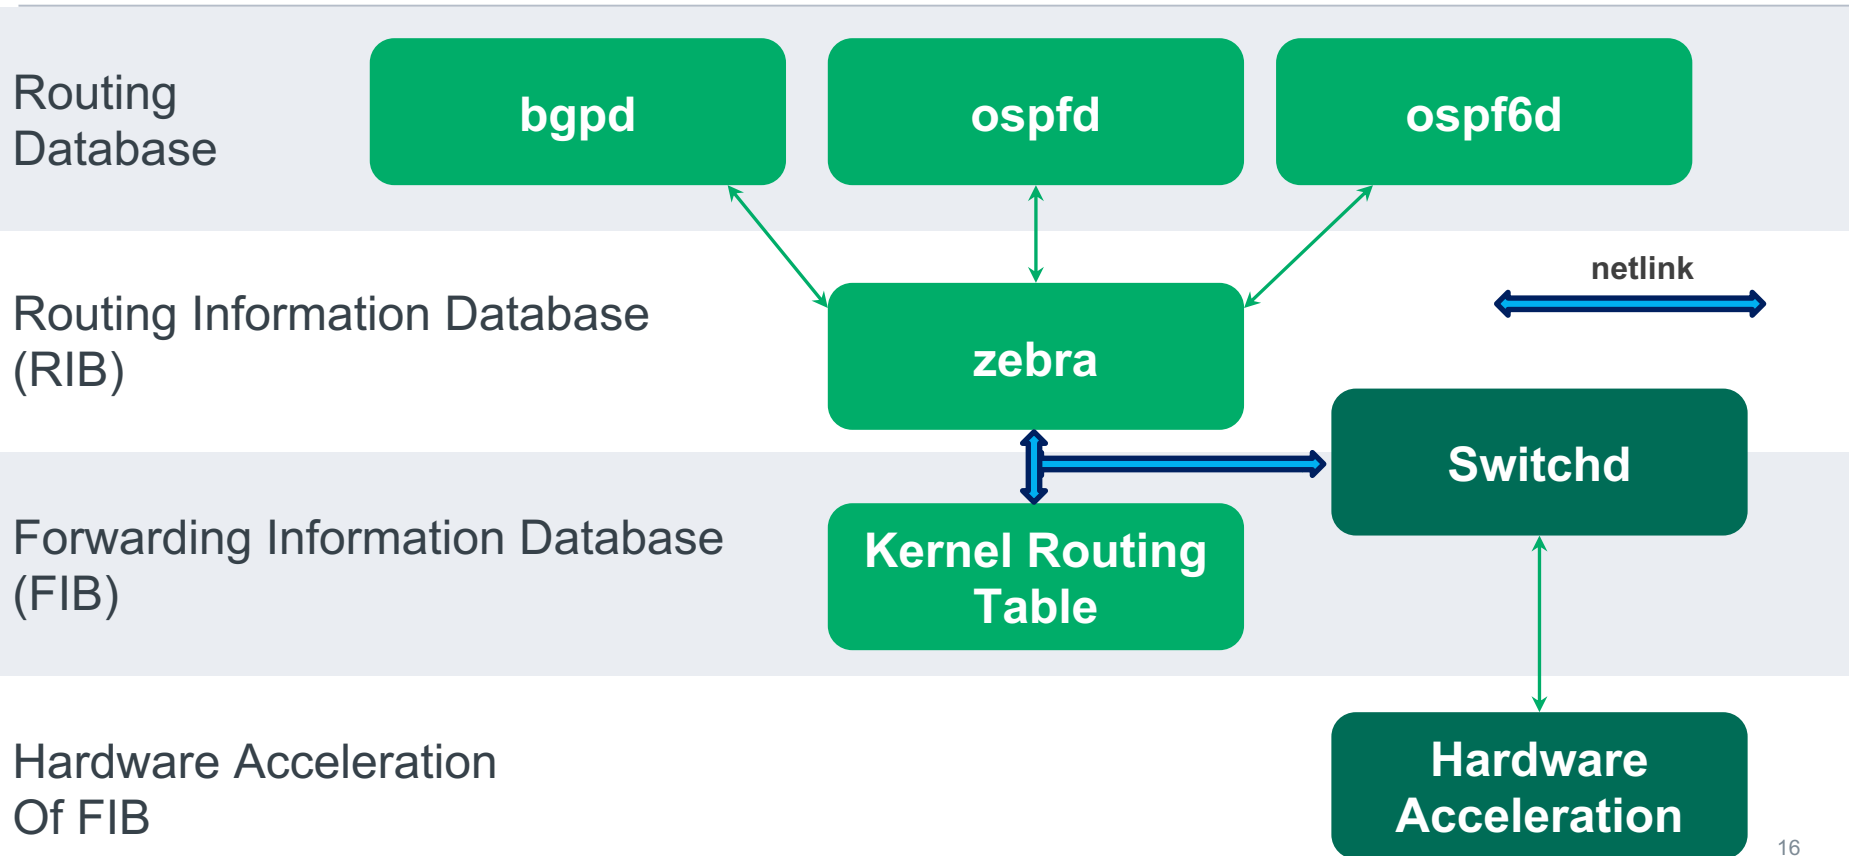 Routing
Database
bgpd
ospfd
ospf6d
Routing Information Database
(RIB)
zebra
netlink
Switchd
Forwarding Information Database
(FIB)
Kernel Routing
Table
Hardware Acceleration
Of FIB
Hardware
Acceleration
16